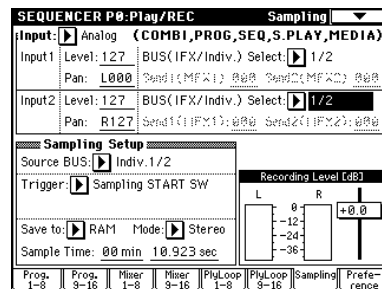 SEQUENCER P0:Play/REC Sampling
Input: Analog (COMBI,PROG,SEQ,S.PLAY,MEDIA)
Input1 Level: 127 BUS(IFX/Indiv.) Select: 1/2
Pan: L000 Send1(MFX1) 000 Send2(MFX2) 000
Input2 Level: 127 BUS(IFX/Indiv.) Select: 1/2
Pan: R127 Send1(MFX1): 000 Send2(MFX2): 000
Sampling Setup
Source BUS: Indiv.1/2
Trigger: Sampling START SW
Save to: RAM Mode: Stereo
Sample Time: 00 min 10.923 sec
Recording Level [dB]
L R
0
+0.0
-12
-24
-36
Prog. 1-8 Prog. 9-16 Mixer 1-8 Mixer 9-16 PlyLoop 1-8 PlyLoop 9-16 Sampling Prefe-rence